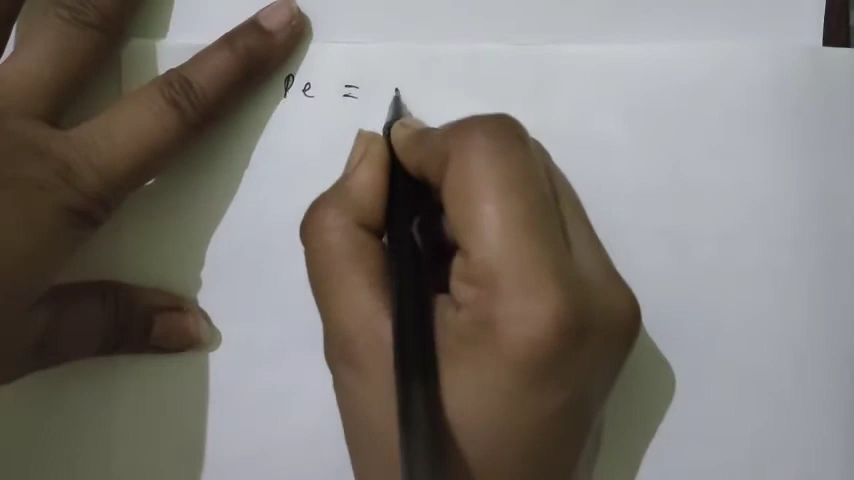 Pe =